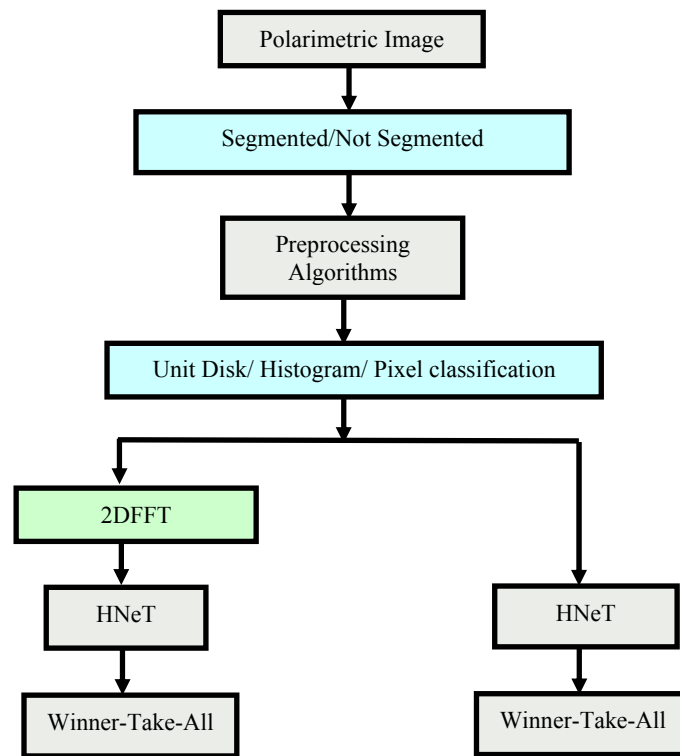 Polarimetric Image
Segmented/Not Segmented
Preprocessing
Algorithms
Unit Disk/ Histogram/ Pixel classification
2DFFT
HNeT
Winner-Take-All
HNeT
Winner-Take-All